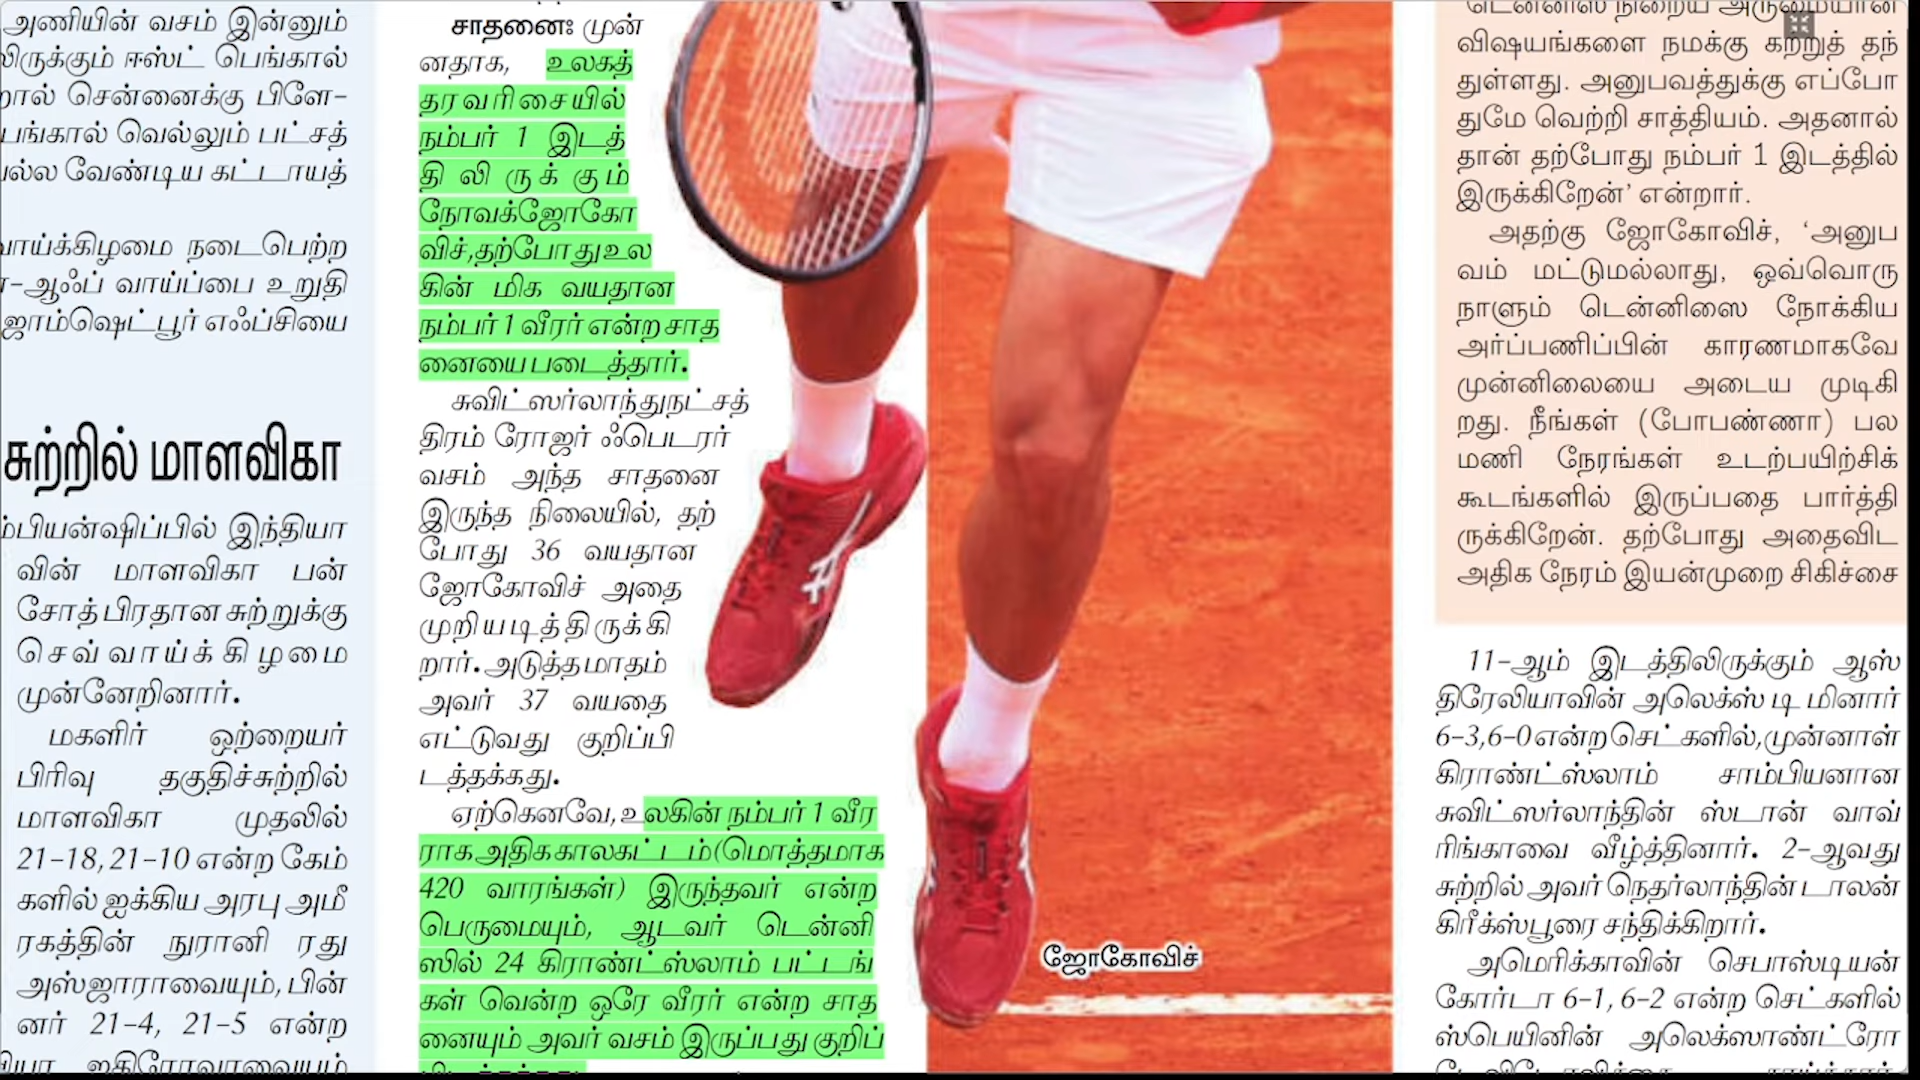 அணியின் வசம் இன்னும்
லிருக்கும் ஈஸ்ட் பெங்கால்
றால் சென்னைக்கு பிளே-
பங்கால் வெல்லும் பட்சத்
வேண்டிய கட்டாயத்
வாய்க்கிழமை நடைபெற்ற
-ஆஃப் வாய்ப்பை உறுதி
ஜாம்ஷெட்பூர் எஃப்சியை
சுற்றில் மாளவிகா
ம்பியன்ஷிப்பில் இந்தியா
வின் மாளவிகா பன்
சோத் பிரதான சுற்றுக்கு
செவ்வாய்க்கிழமை
முன்னேறினார்.
மகளிர் ஒற்றையர்
பிரிவு தகுதிச்சுற்றில்
மாளவிகா முதலில்
21-18, 21-10 என்ற கேம்
களில் ஐக்கிய அரபு அமீ
ரகத்தின் நுரானி ரது
அஸ்ஜாராவையும், பின்
னர் 21-4, 21-5 என்ற
சாதனை: முன்
னதாக, உலகத்
தரவரிசையில்
நம்பர் 1 இடத்
திலிருக்கும்
நோவக் ஜோகோ
விச், தற்போது உல
கின் மிக வயதான
நம்பர் 1 வீரர் என்ற சாத
னையை படைத்தார்.
சுவிட்ஸர்லாந்து நட்சத்
திரம் ரோஜர் ஃபெடரர்
வசம் அந்த சாதனை
இருந்த நிலையில், தற்
போது 36 வயதான
ஜோகோவிச் அதை
முறியடித்திருக்கி
றார். அடுத்த மாதம்
அவர் 37 வயதை
எட்டுவது குறிப்பி
டத்தக்கது.
ஏற்கெனவே, உலகின் நம்பர் 1 வீர
ராக அதிக காலகட்டம் (மொத்தமாக
420 வாரங்கள்) இருந்தவர் என்ற
பெருமையும், ஆடவர் டென்னி
ஸில் 24 கிராண்ட்ஸ்லாம் பட்டங்
கள் வென்ற ஒரே வீரர் என்ற சாத
னையும் அவர் வசம் இருப்பது குறிப்
ஜோகோவிச்
டென்னிஸ் நிறைய அருமையான
விஷயங்களை நமக்கு கற்றுத் தந்
துள்ளது. அனுபவத்துக்கு எப்போ
துமே வெற்றி சாத்தியம். அதனால்
தான் தற்போது நம்பர் 1 இடத்தில்
இருக்கிறேன்' என்றார்.
அதற்கு ஜோகோவிச், 'அனுப
வம் மட்டுமல்லாது, ஒவ்வொரு
நாளும் டென்னிஸை நோக்கிய
அர்ப்பணிப்பின் காரணமாகவே
முன்னிலையை அடைய முடிகி
றது. நீங்கள் (போபண்ணா) பல
மணி நேரங்கள் உடற்பயிற்சிக்
கூடங்களில் இருப்பதை பார்த்தி
ருக்கிறேன். தற்போது அதைவிட
அதிக நேரம் இயன்முறை சிகிச்சை
11-ஆம் இடத்திலிருக்கும் ஆஸ்
திரேலியாவின் அலெக்ஸ் டி மினார்
6-3, 6-0 என்ற செட்களில், முன்னாள்
கிராண்ட்ஸ்லாம் சாம்பியனான
சுவிட்ஸர்லாந்தின் ஸ்டான் வாவ்
ரிங்காவை வீழ்த்தினார். 2-ஆவது
சுற்றில் அவர் நெதர்லாந்தின் டாலன்
கிரீக்ஸ்பூரை சந்திக்கிறார்.
அமெரிக்காவின் செபாஸ்டியன்
கோர்டா 6-1, 6-2 என்ற செட்களில்
ஸ்பெயினின் அலெக்ஸாண்ட்ரோ